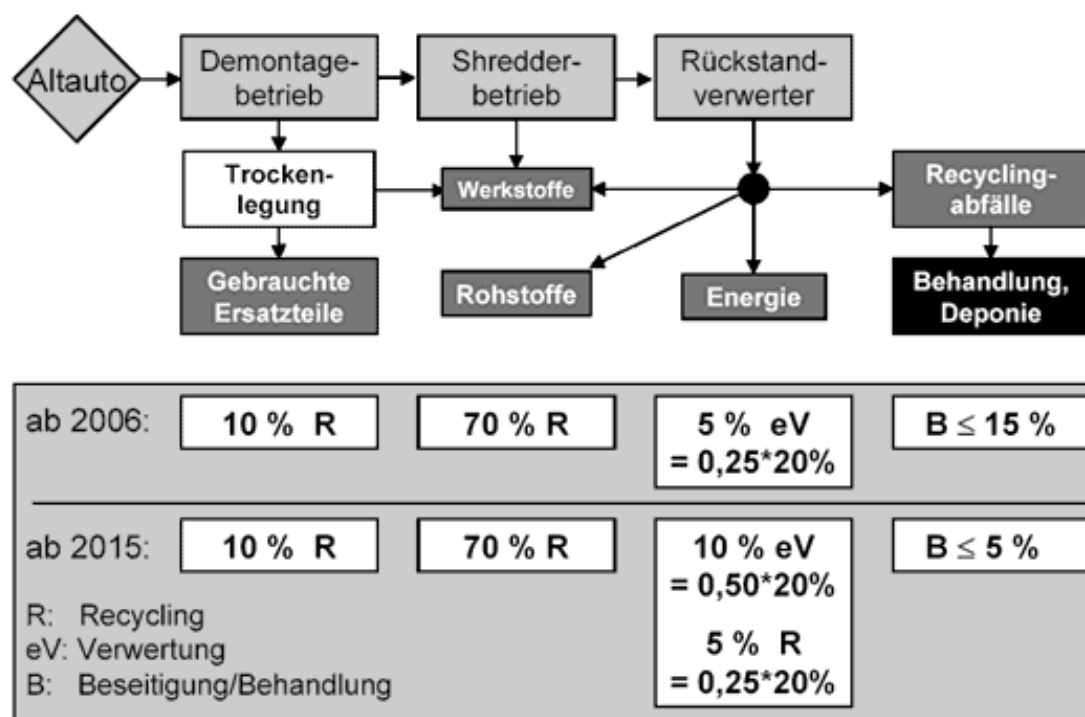 Altauto
Demontage-
betrieb
Shredder-
betrieb
Rückstand-
verwerter
Trocken-
legung
Werkstoffe
Recycling-
abfälle
Gebrauchte
Ersatzteile
Rohstoffe
Energie
Behandlung,
Deponie
ab 2006:
10 % R
70 % R
5 % eV
= 0,25*20%
B ≤ 15 %
ab 2015:
10 % R
70 % R
10 % eV
= 0,50*20%
5 % R
= 0,25*20%
B ≤ 5 %
R: Recycling
eV: Verwertung
B: Beseitigung/Behandlung